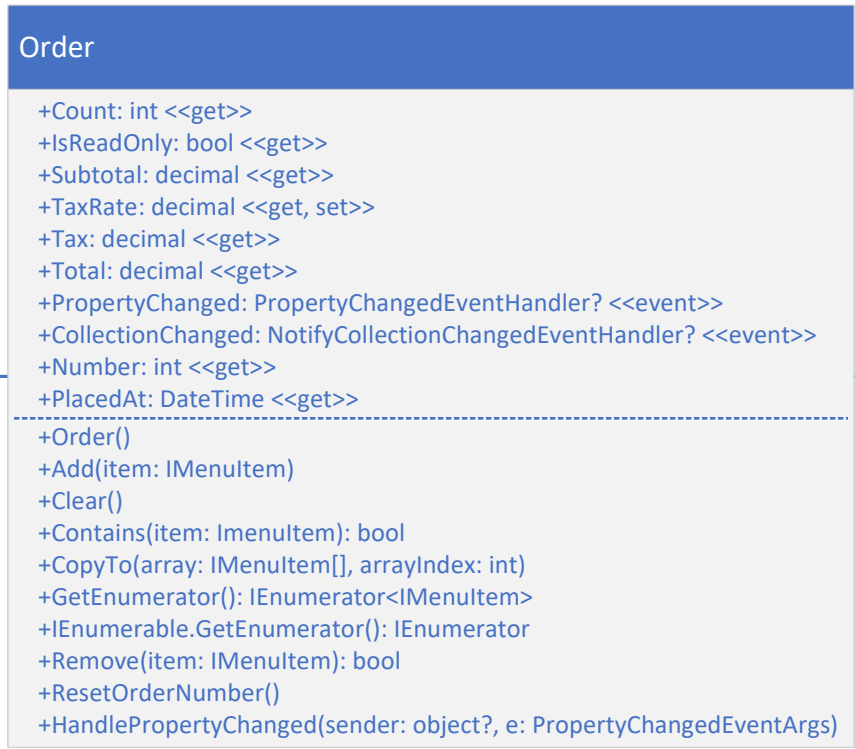 Order
+Count: int <<get>>
+IsReadOnly: bool <<get>>
+Subtotal: decimal <<get>>
+TaxRate: decimal <<get, set>>
+Tax: decimal <<get>>
+Total: decimal <<get>>
+PropertyChanged: PropertyChangedEventHandler? <<event>>
+CollectionChanged: NotifyCollectionChangedEventHandler? <<event>>
+Number: int <<get>>
+PlacedAt: DateTime <<get>>
+Order()
+Add(item: IMenuItem)
+Clear()
+Contains(item: ImenuItem): bool
+CopyTo(array: IMenuItem[], arrayIndex: int)
+GetEnumerator(): IEnumerator<IMenuItem>
+IEnumerable.GetEnumerator(): IEnumerator
+Remove(item: IMenuItem): bool
+ResetOrderNumber()
+HandlePropertyChanged(sender: object?, e: PropertyChangedEventArgs)